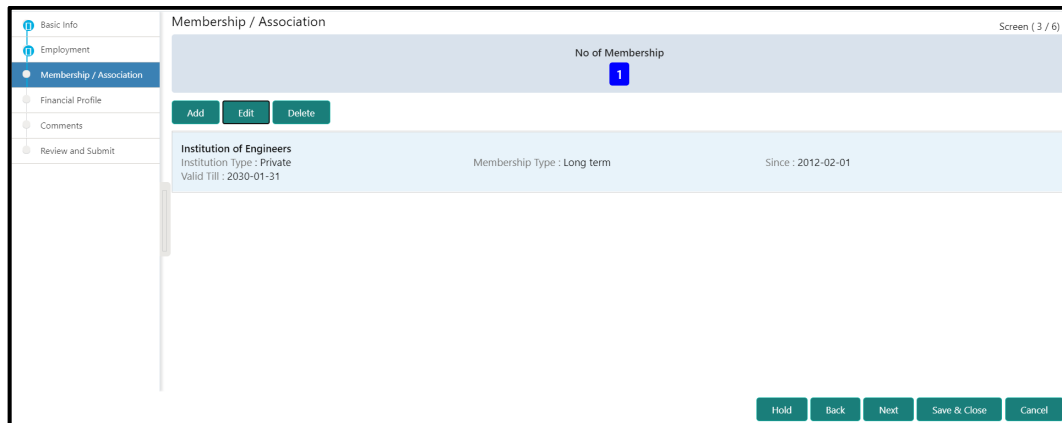 Basic Info
Employment
Membership / Association
Financial Profile
Comments
Review and Submit
Membership / Association
Screen ( 3 / 6)
No of Membership
1
Add Edit Delete
Institution of Engineers
Institution Type : Private Membership Type : Long term Since : 2012-02-01
Valid Till : 2030-01-31
Hold Back Next Save & Close Cancel